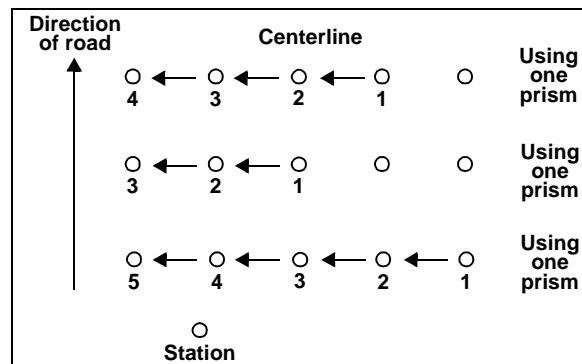 Direction
of road
Centerline
Using
one
prism
4 3 2 1
Using
one
prism
3 2 1
Using
one
prism
5 4 3 2 1
Station